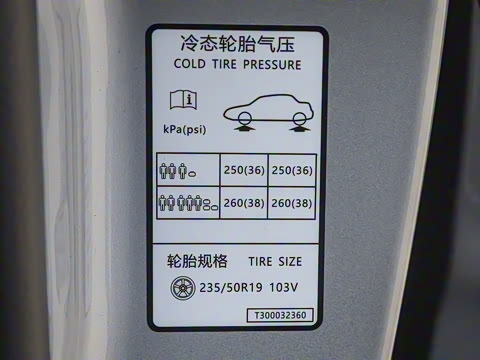 冷态轮胎气压
COLD TIRE PRESSURE
kPa(psi)
250(36) 250(36)
260(38) 260(38)
轮胎规格 TIRE SIZE
235/50R19 103V
T300032360